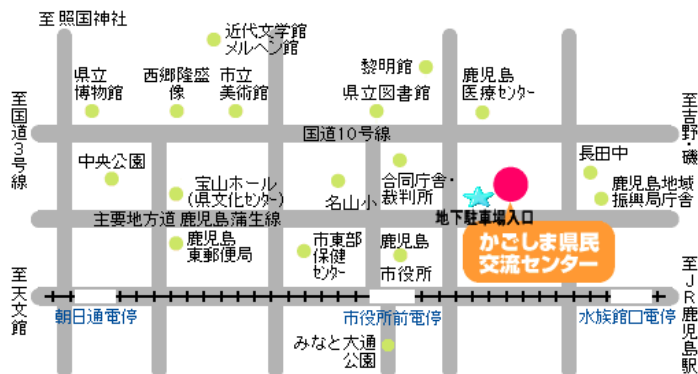 至照国神社
近代文学館
メルヘン館
至国道3号線
県立
博物館
西郷隆盛
像
市立
美術館
黎明館
県立図書館
鹿児島
医療センター
至吉野・磯
国道10号線
中央公園
宝山ホール
(県文化センター)
名山小
合同庁舎・
裁判所
長田中
鹿児島地域
振興局庁舎
地下駐車場入口
主要地方道 鹿児島蒲生線
かごしま県民
交流センター
鹿児島
東郵便局
市東部
保健
センター
鹿児島
市役所
至天文館
至JR鹿児島駅
朝日通電停
市役所前電停
水族館口電停
みなと大通
公園